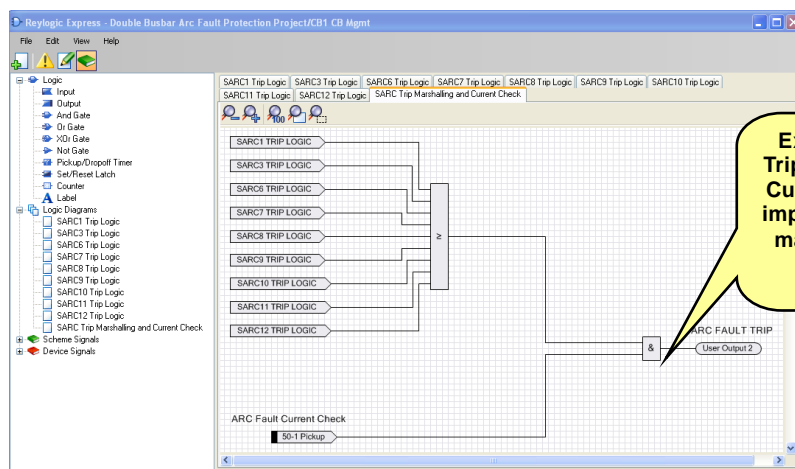 Reylogic Express - Double Busbar Arc Fault Protection Project/CB1 CB Mgmt
File Edit View Help
Logic
Input
Output
And Gate
Or Gate
XOr Gate
Not Gate
Pickup/Dropoff Timer
Set/Reset Latch
Counter
A Label
Logic Diagrams
SARC1 Trip Logic
SARC3 Trip Logic
SARC6 Trip Logic
SARC7 Trip Logic
SARC8 Trip Logic
SARC9 Trip Logic
SARC10 Trip Logic
SARC11 Trip Logic
SARC12 Trip Logic
SARC Trip Marshalling and Current Check
Scheme Signals
Device Signals
SARC1 Trip Logic SARC3 Trip Logic SARC6 Trip Logic SARC7 Trip Logic SARC8 Trip Logic SARC9 Trip Logic SARC10 Trip Logic
SARC11 Trip Logic SARC12 Trip Logic SARC Trip Marshalling and Current Check
100
SARC1 TRIP LOGIC
SARC3 TRIP LOGIC
SARC6 TRIP LOGIC
SARC7 TRIP LOGIC
SARC8 TRIP LOGIC
≥
SARC9 TRIP LOGIC
SARC10 TRIP LOGIC
SARC11 TRIP LOGIC
SARC12 TRIP LOGIC
ARC FAULT TRIP
&
User Output 2
ARC Fault Current Check
50-1 Pickup
Trip